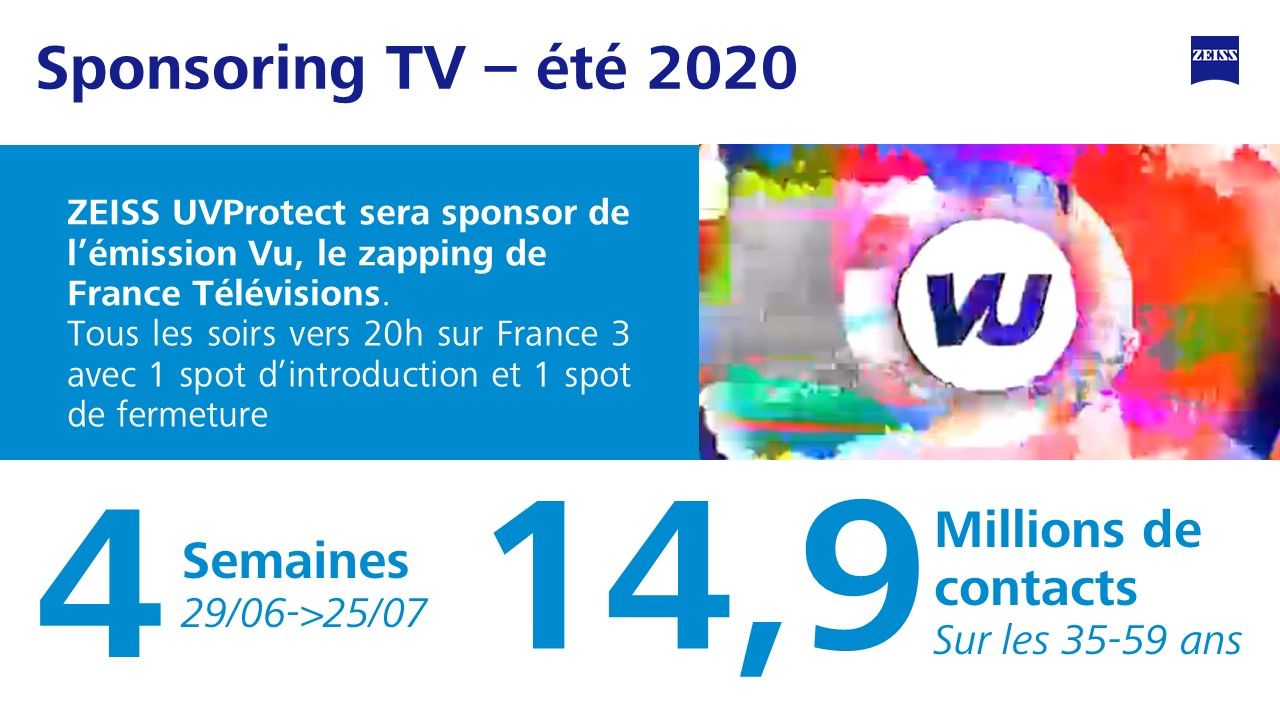 Sponsoring TV – été 2020
ZEISS
ZEISS UVProtect sera sponsor de
l’émission Vu, le zapping de
France Télévisions.
Tous les soirs vers 20h sur France 3
avec 1 spot d’introduction et 1 spot
de fermeture
VU
4
Semaines
29/06->25/07
14,9
Millions de
contacts
Sur les 35-59 ans